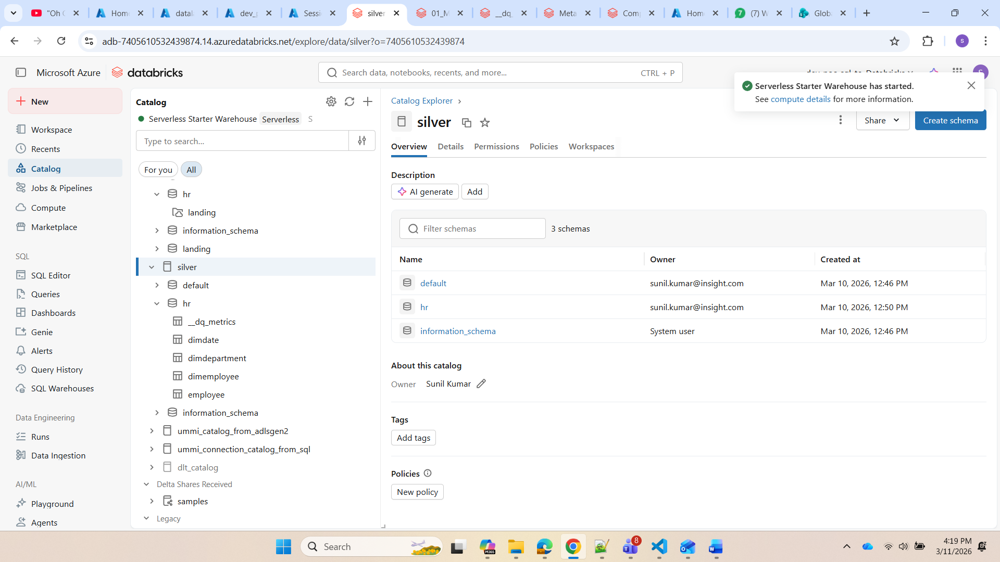 "Oh C
Home
datal
dev_p
Sessi
silver
01_M
__dq_
Meta
Comp
Home
(7) W
Globa
adb-7405610532439874.14.azuredatabricks.net/explore/data/silver?o=7405610532439874
Microsoft Azure
databricks
Search data, notebooks, recents, and more...
CTRL + P
Serverless Starter Warehouse has started.
See compute details for more information.
New
Workspace
Recents
Catalog
Jobs & Pipelines
Compute
Marketplace
SQL
SQL Editor
Queries
Dashboards
Genie
Alerts
Query History
SQL Warehouses
Data Engineering
Runs
Data Ingestion
AI/ML
Playground
Agents
Catalog
Serverless Starter Warehouse Serverless S
Type to search...
For you
All
hr
landing
information_schema
landing
silver
default
hr
__dq_metrics
dimdate
dimdepartment
dimemployee
employee
information_schema
ummi_catalog_from_adlsgen2
ummi_connection_catalog_from_sql
dlt_catalog
Delta Shares Received
samples
Legacy
Catalog Explorer
silver
Share
Create schema
Overview Details Permissions Policies Workspaces
Description
AI generate
Add
Filter schemas
3 schemas
Name Owner Created at
default sunil.kumar@insight.com Mar 10, 2026, 12:46 PM
hr sunil.kumar@insight.com Mar 10, 2026, 12:50 PM
information_schema System user Mar 10, 2026, 12:46 PM
About this catalog
Owner Sunil Kumar
Tags
Add tags
Policies
New policy
Search
M365
8
4:19 PM
3/11/2026